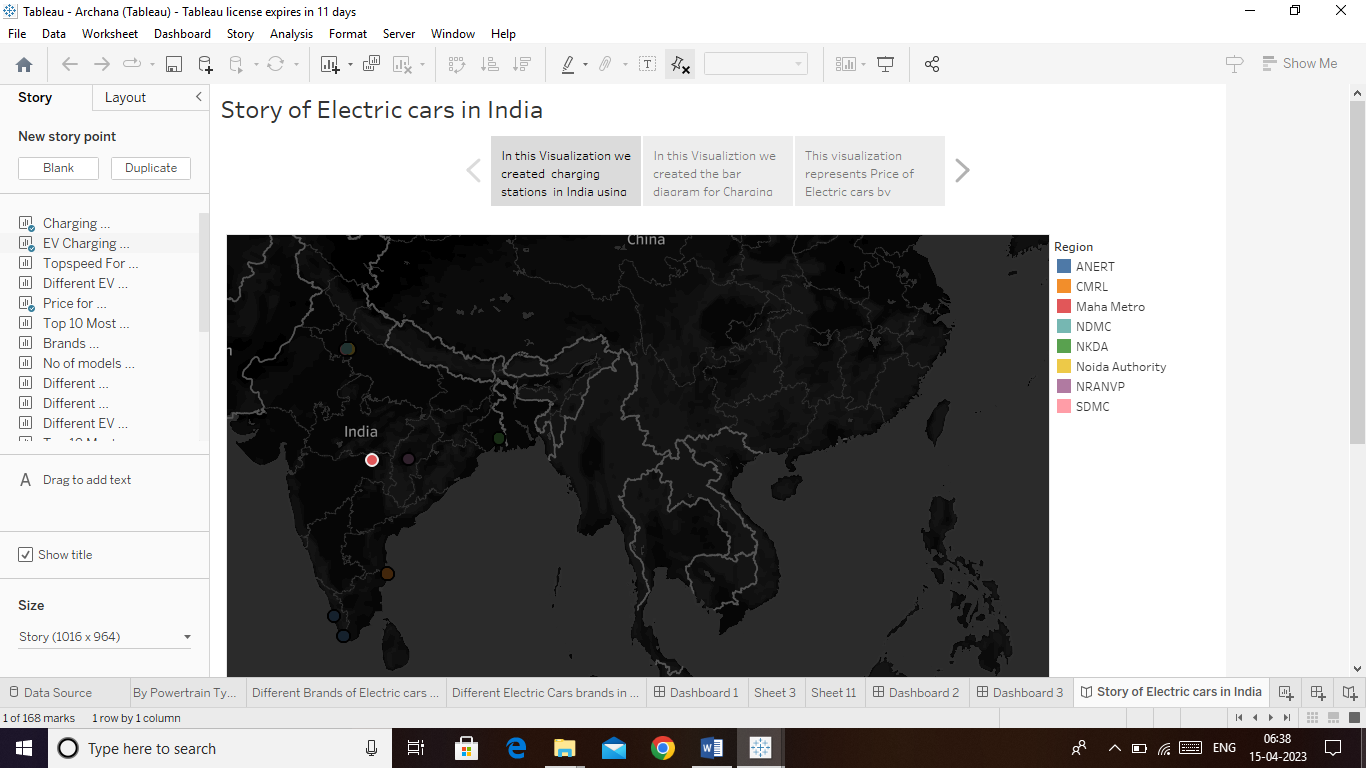 Tableau - Archana (Tableau) - Tableau license expires in 11 days
File Data Worksheet Dashboard Story Analysis Format Server Window Help
Show Me
Story Layout
New story point
Blank Duplicate
Charging ...
EV Charging ...
Topspeed For ...
Different EV ...
Price for ...
Top 10 Most ...
Brands ...
No of models ...
Different ...
Different ...
Different EV ...
A Drag to add text
Show title
Size
Story (1016 x 964)
Story of Electric cars in India
In this Visualization we
created charging
stations in India using
In this Visualiztion we
created the bar
diagram for Charging
This visualization
represents Price of
Electric cars by
China
India
Region
ANERT
CMRL
Maha Metro
NDMC
NKDA
Noida Authority
NRANVP
SDMC
Data Source By Powertrain Ty... Different Brands of Electric cars ... Different Electric Cars brands in ... Dashboard 1 Sheet 3 Sheet 11 Dashboard 2 Dashboard 3 Story of Electric cars in India
1 of 168 marks 1 row by 1 column
Type here to search
ENG
06:38
15-04-2023